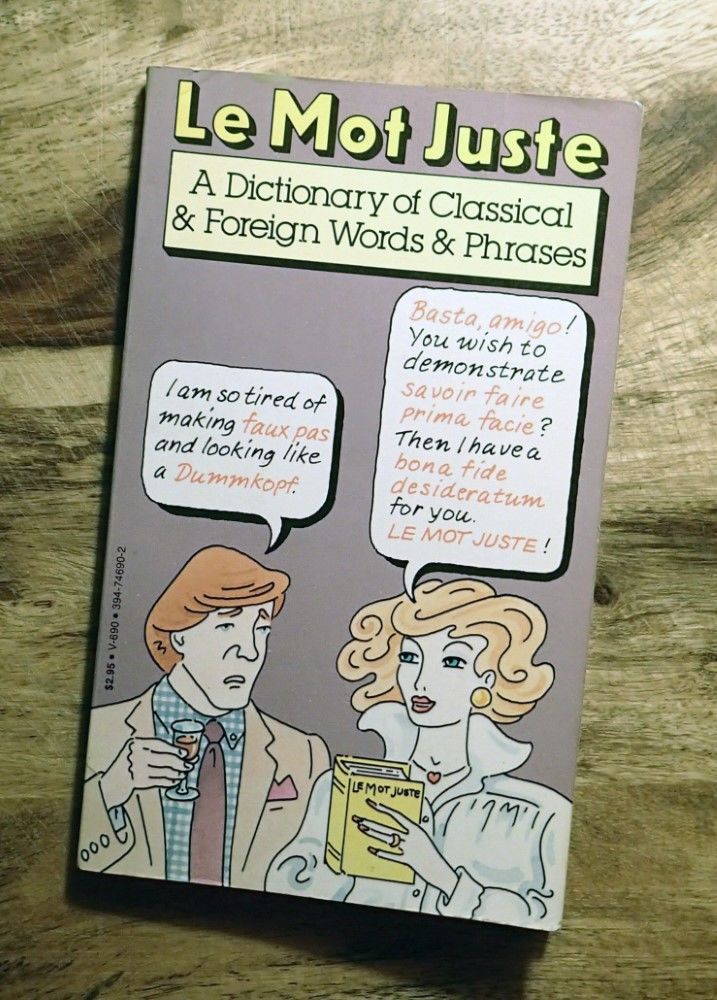 Le Mot Juste
A Dictionary of Classical
& Foreign Words & Phrases
I am so tired of
making faux pas
and looking like
a Dummkopf.
Basta, amigo!
You wish to
demonstrate
savoir faire
prima facie?
Then I have a
bona fide
desideratum
for you.
LE MOT JUSTE!
$2.95 • V-690 • 394-74690-2
LE MOT JUSTE